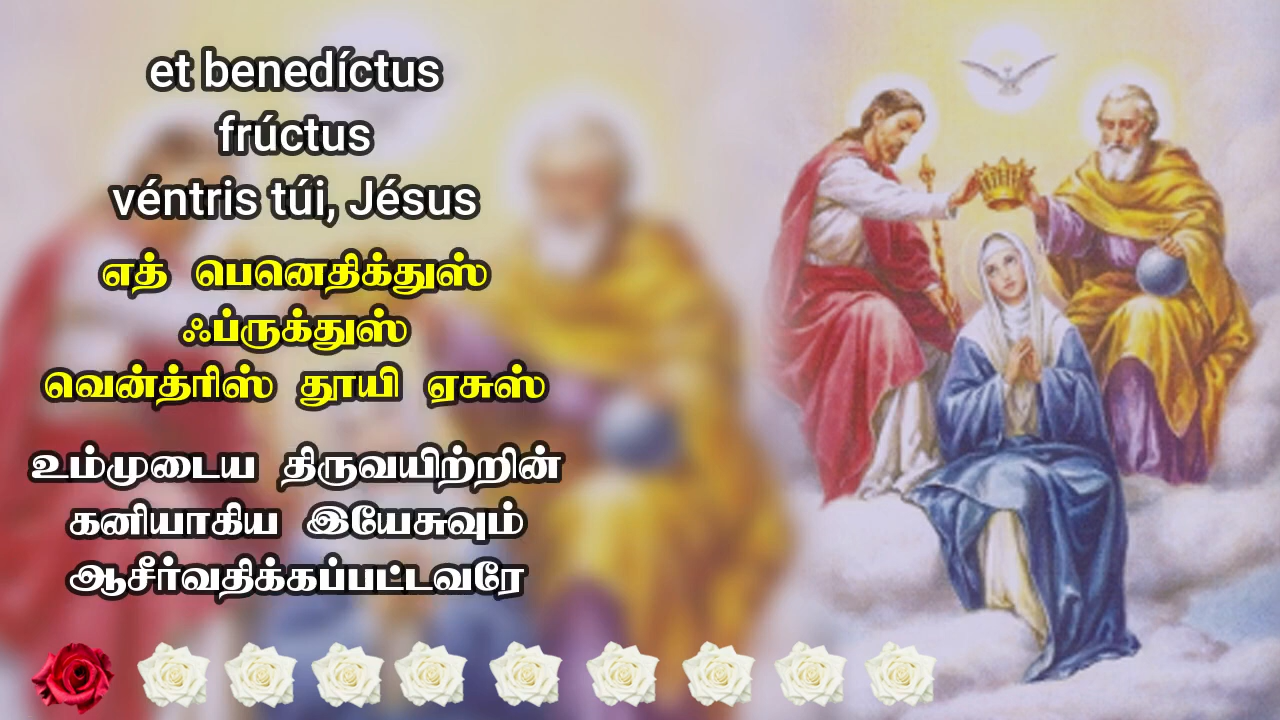 et benedíctus
frúctus
véntris túi, Jésus
எத் பெனெதிக்துஸ்
ஃப்ருக்துஸ்
வென்த்ரிஸ் தூயி ஏசுஸ்
உம்முடைய திருவயிற்றின்
கனியாகிய இயேசுவும்
ஆசீர்வதிக்கப்பட்டவரே